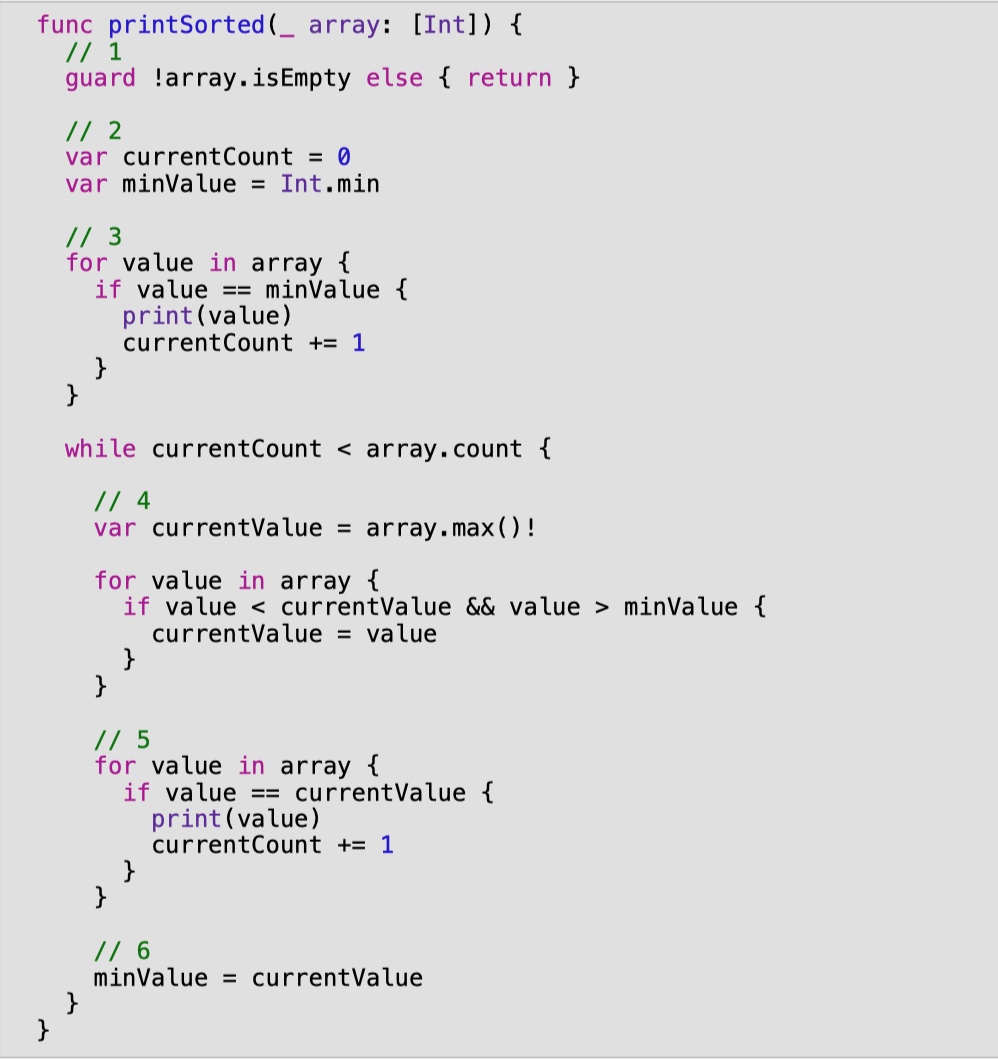 func printSorted(_ array: [Int]) {
  // 1
  guard !array.isEmpty else { return }

  // 2
  var currentCount = 0
  var minValue = Int.min

  // 3
  for value in array {
    if value == minValue {
      print(value)
      currentCount += 1
    }
  }

  while currentCount < array.count {

    // 4
    var currentValue = array.max()!

    for value in array {
      if value < currentValue && value > minValue {
        currentValue = value
      }
    }

    // 5
    for value in array {
      if value == currentValue {
        print(value)
        currentCount += 1
      }
    }

    // 6
    minValue = currentValue
  }
}